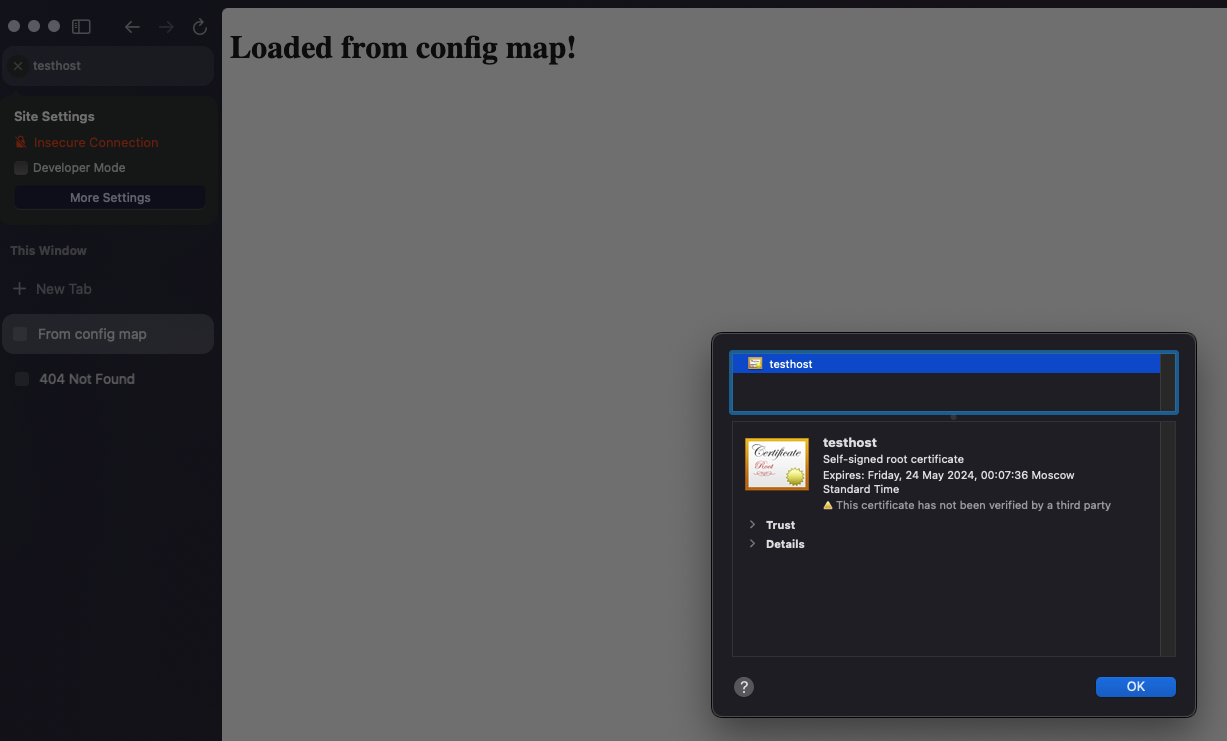 testhost
Site Settings
Insecure Connection
Developer Mode
More Settings
This Window
New Tab
From config map
404 Not Found
Loaded from config map!
testhost
Certificate
Root
testhost
Self-signed root certificate
Expires: Friday, 24 May 2024, 00:07:36 Moscow
Standard Time
This certificate has not been verified by a third party
Trust
Details
?
OK